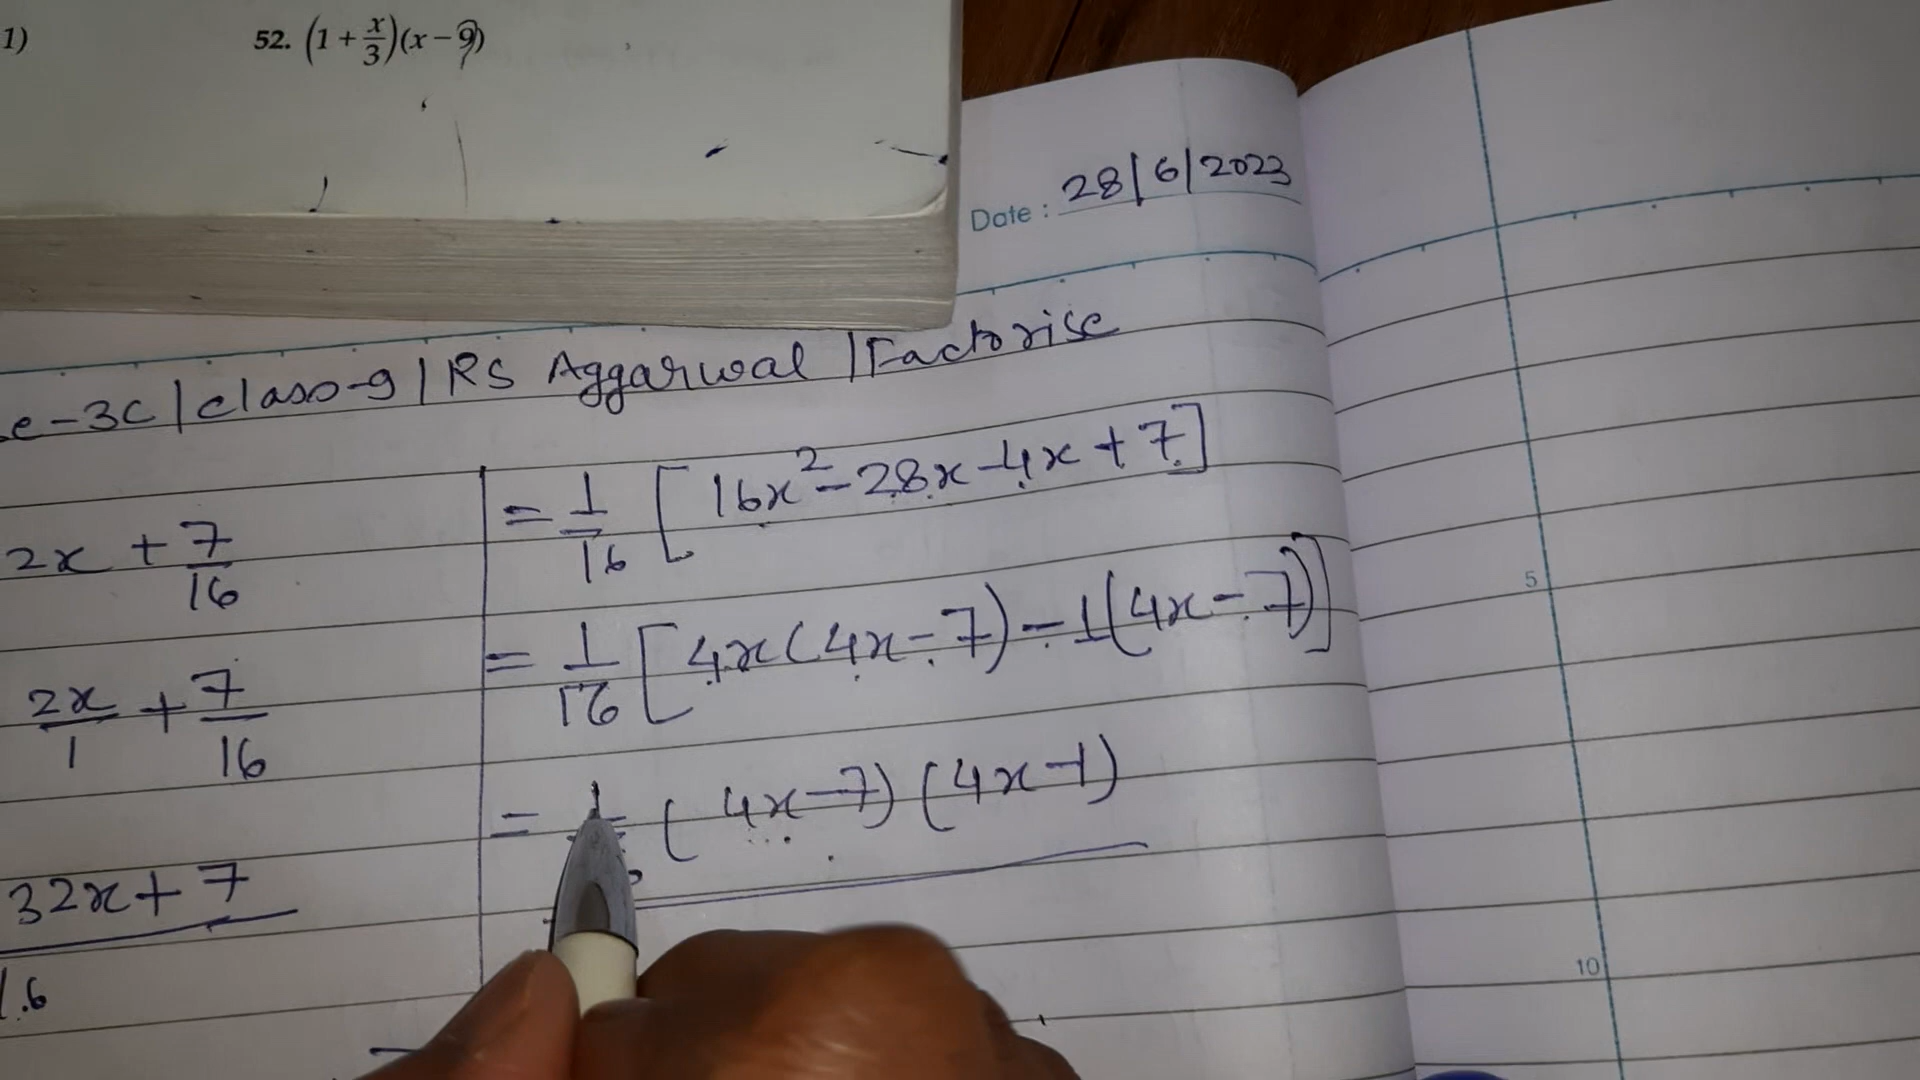 1)
52. (1 + x/3)(x − 9)
Date : 28/6/2023
e-3C | class-9 | RS Aggarwal | Factorise
2x + 7/16
2x/1 + 7/16
32x + 7
16
= 1/16 [16x² - 28x - 4x + 7]
= 1/16 [4x(4x - 7) - 1(4x - 7)]
= 1/ (4x - 7) (4x - 1)
5
10